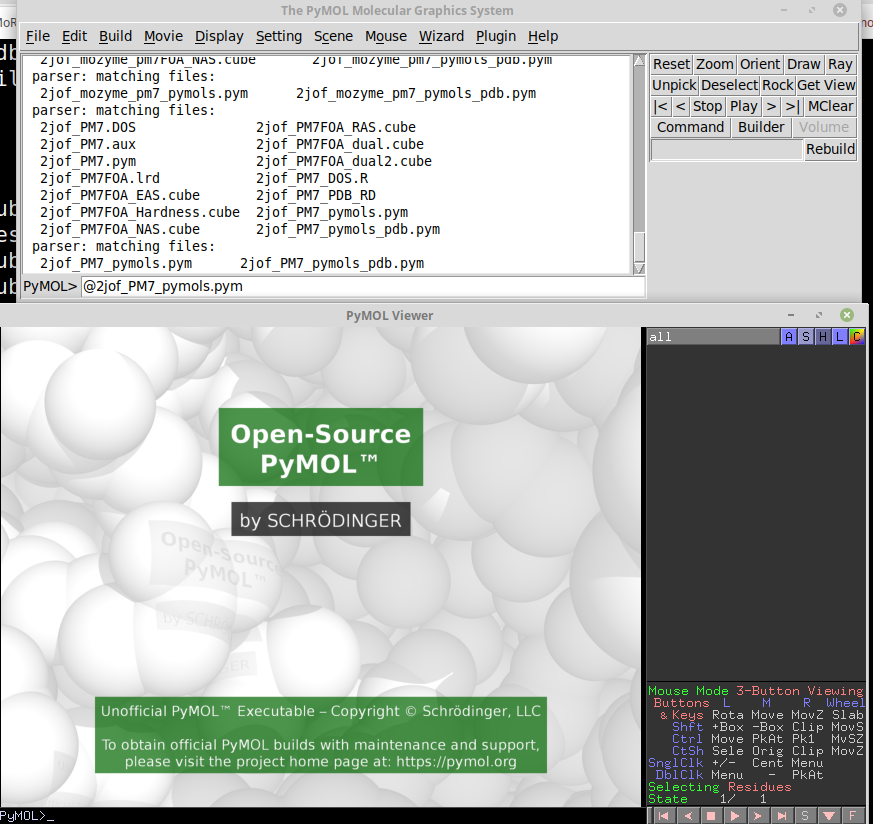 The PyMOL Molecular Graphics System
File Edit Build Movie Display Setting Scene Mouse Wizard Plugin Help
2jof_mozyme_pm7FOA_NAS.cube 2jof_mozyme_pm7_pymols_pdb.pym
parser: matching files:
2jof_mozyme_pm7_pymols.pym 2jof_mozyme_pm7_pymols_pdb.pym
parser: matching files:
2jof_PM7.DOS 2jof_PM7FOA_RAS.cube
2jof_PM7.aux 2jof_PM7FOA_dual.cube
2jof_PM7.pym 2jof_PM7FOA_dual2.cube
2jof_PM7FOA.lrd 2jof_PM7_DOS.R
2jof_PM7FOA_EAS.cube 2jof_PM7_PDB_RD
2jof_PM7FOA_Hardness.cube 2jof_PM7_pymols.pym
2jof_PM7FOA_NAS.cube 2jof_PM7_pymols_pdb.pym
parser: matching files:
2jof_PM7_pymols.pym 2jof_PM7_pymols_pdb.pym
PyMOL> @2jof_PM7_pymols.pym
Reset Zoom Orient Draw Ray
Unpick Deselect Rock Get View
|< < Stop Play > >| MClear
Command Builder Volume
Rebuild
PyMOL Viewer
all A S H L C
Open-Source
PyMOL™
by SCHRÖDINGER
Open-Source
PyMOL™
by SCHR
Unofficial PyMOL™ Executable – Copyright © Schrödinger, LLC
To obtain official PyMOL builds with maintenance and support,
please visit the project home page at: https://pymol.org
Mouse Mode 3-Button Viewing
Buttons L M R Wheel
& Keys Rota Move MovZ Slab
Shft +Box -Box Clip MovS
Ctrl Move PkAt Pk1 MvSZ
CtSh Sele Orig Clip MovZ
SnglClk +/- Cent Menu
DblClk Menu - PkAt
Selecting Residues
State 1/ 1
S F
PyMOL>_